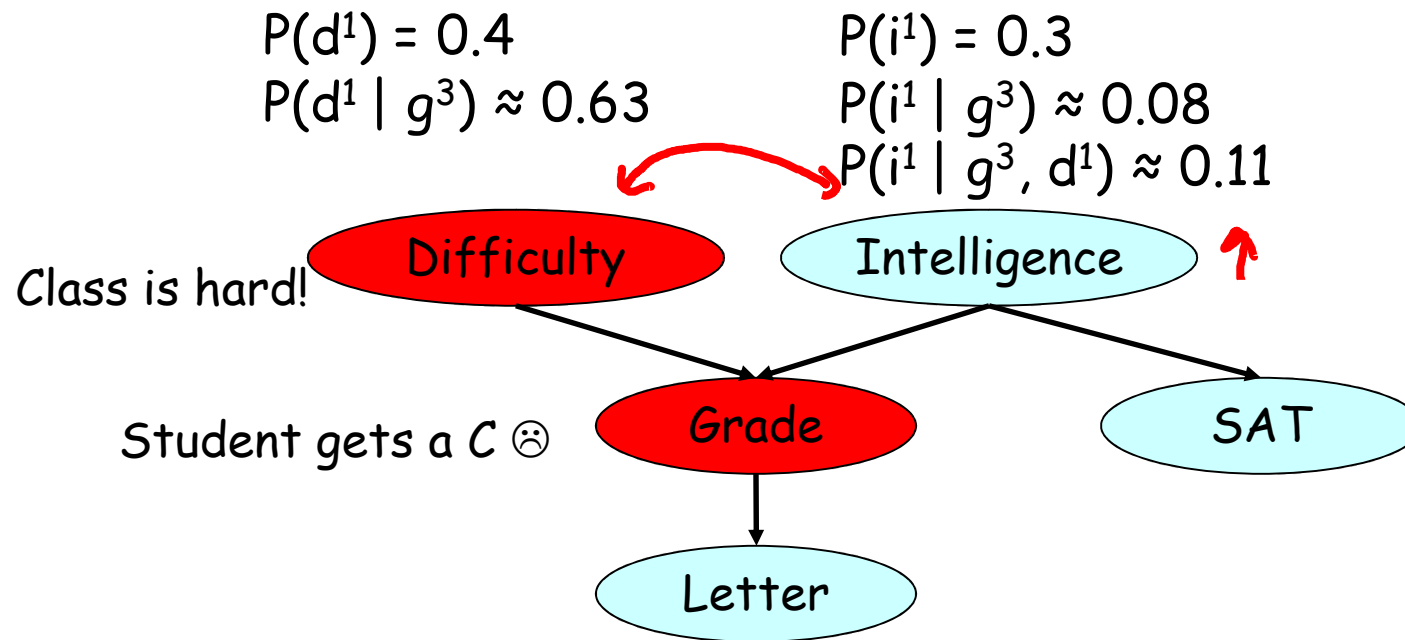 P(d¹) = 0.4
P(d¹ | g³) ≈ 0.63
P(i¹) = 0.3
P(i¹ | g³) ≈ 0.08
P(i¹ | g³, d¹) ≈ 0.11
Difficulty
Intelligence
Class is hard!
Grade
SAT
Student gets a C ☹
Letter